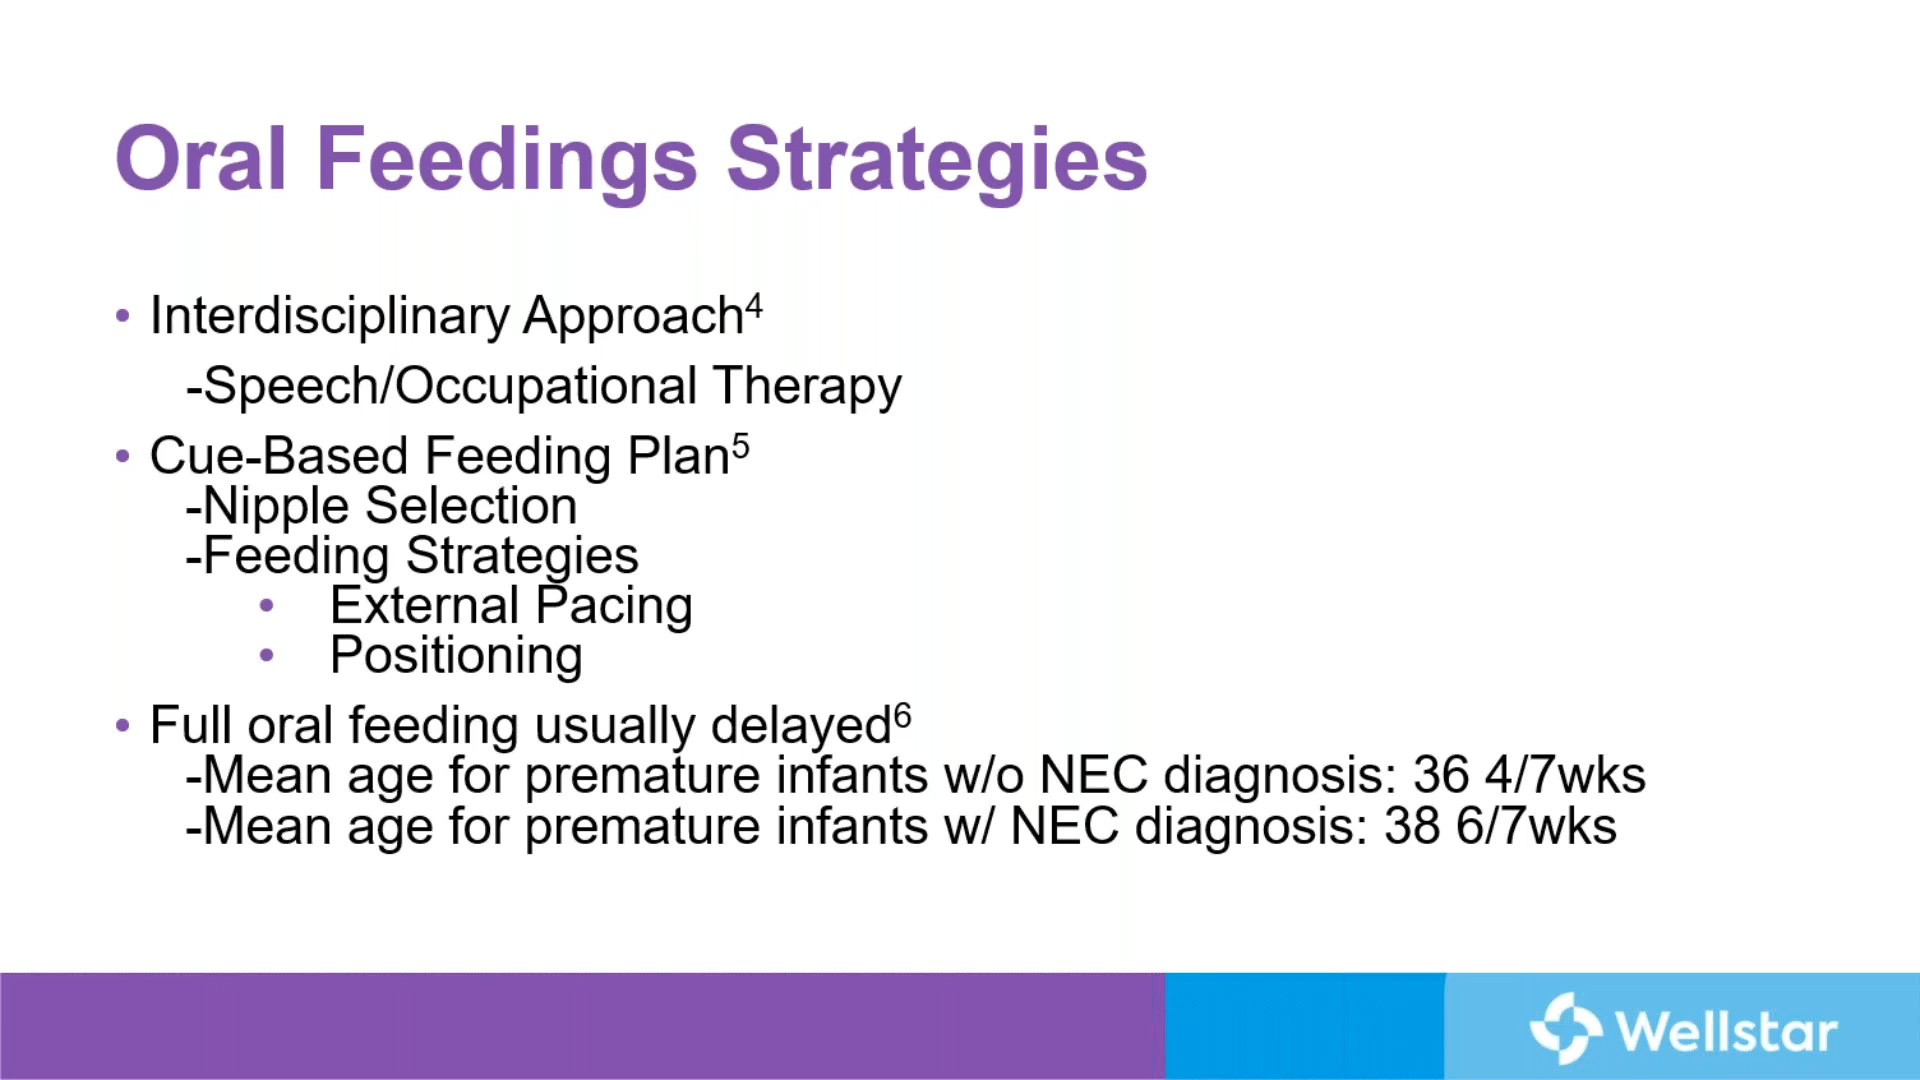 Oral Feedings Strategies
• Interdisciplinary Approach⁴
-Speech/Occupational Therapy
• Cue-Based Feeding Plan⁵
-Nipple Selection
-Feeding Strategies
• External Pacing
• Positioning
• Full oral feeding usually delayed⁶
-Mean age for premature infants w/o NEC diagnosis: 36 4/7wks
-Mean age for premature infants w/ NEC diagnosis: 38 6/7wks
Wellstar